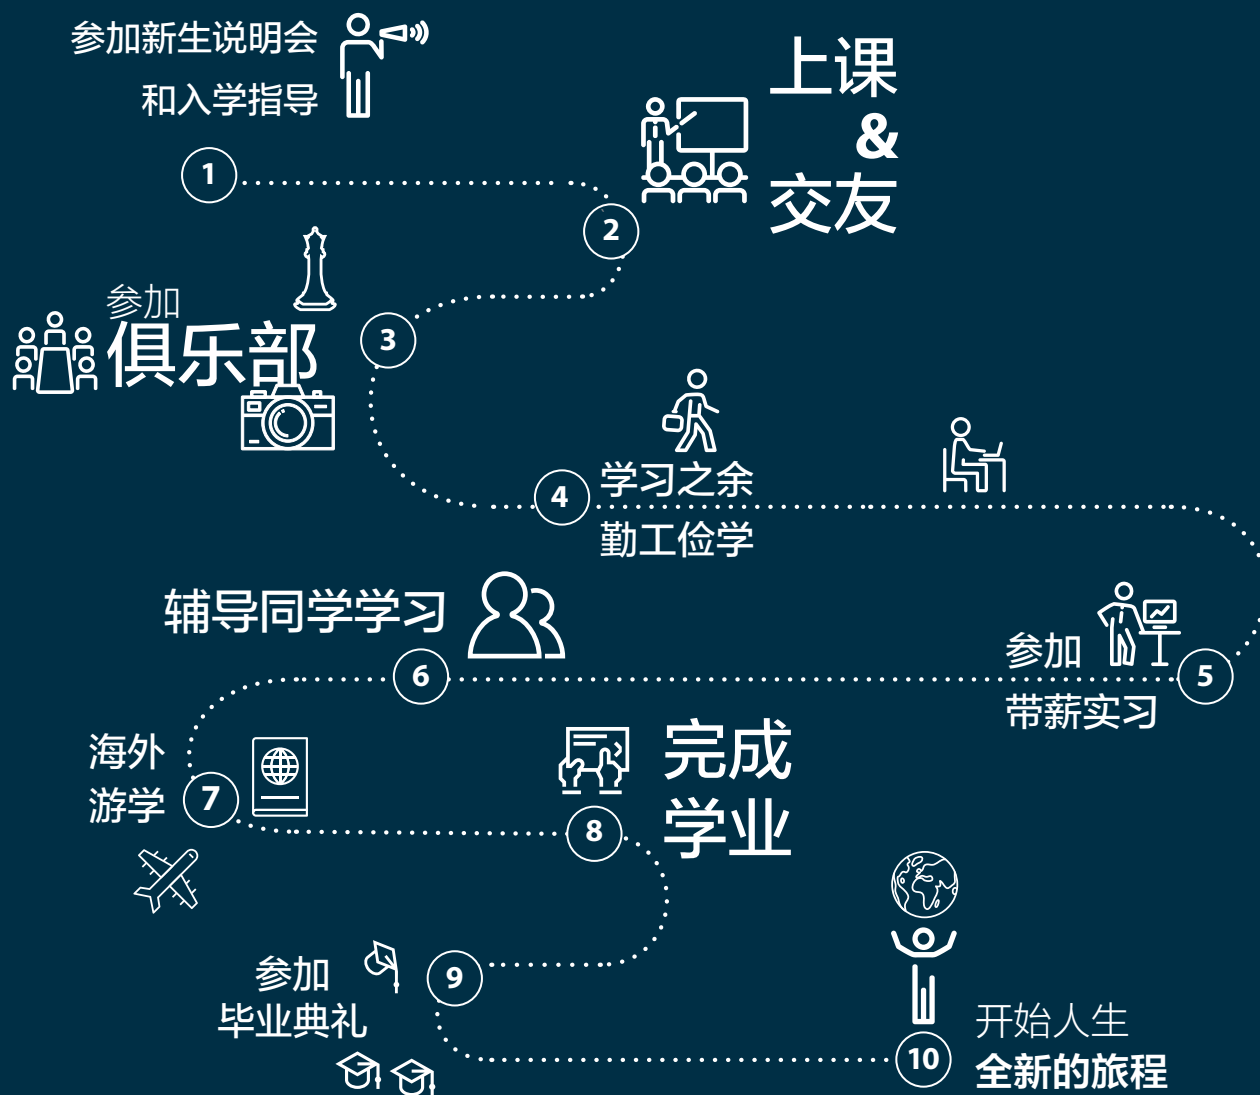 参加新生说明会
和入学指导
1
上课
&
交友
2
参加
俱乐部
3
4
学习之余
勤工俭学
参加
带薪实习
5
辅导同学学习
6
海外
游学
7
完成
学业
8
参加
毕业典礼
9
10
开始人生
全新的旅程